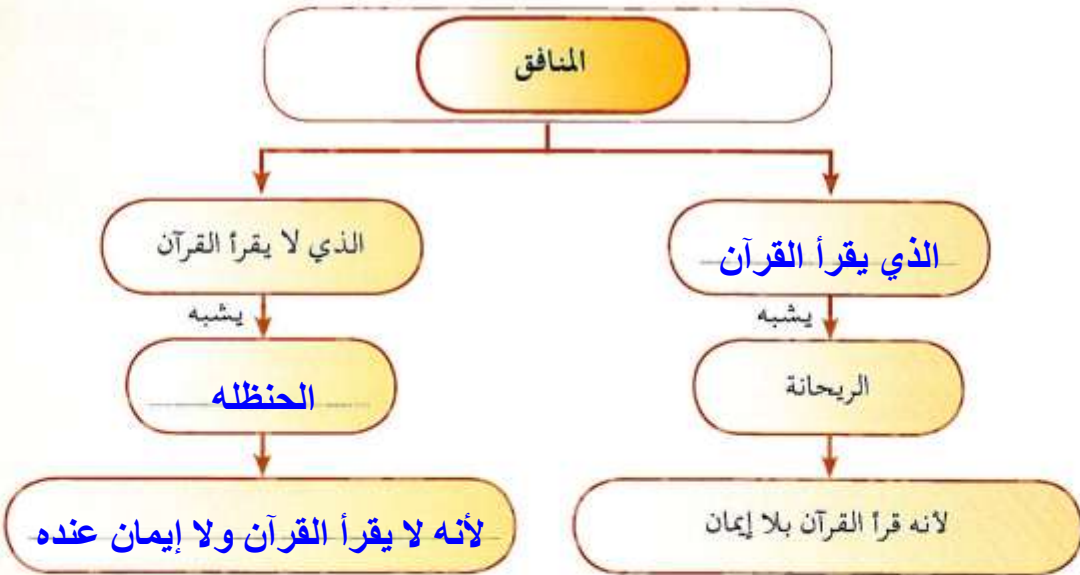 المنافق
الذي يقرأ القرآن
الذي لا يقرأ القرآن
يشبه
يشبه
الريحانة
الحنظله
لأنه قرأ القرآن بلا إيمان
لأنه لا يقرأ القرآن ولا إيمان عنده